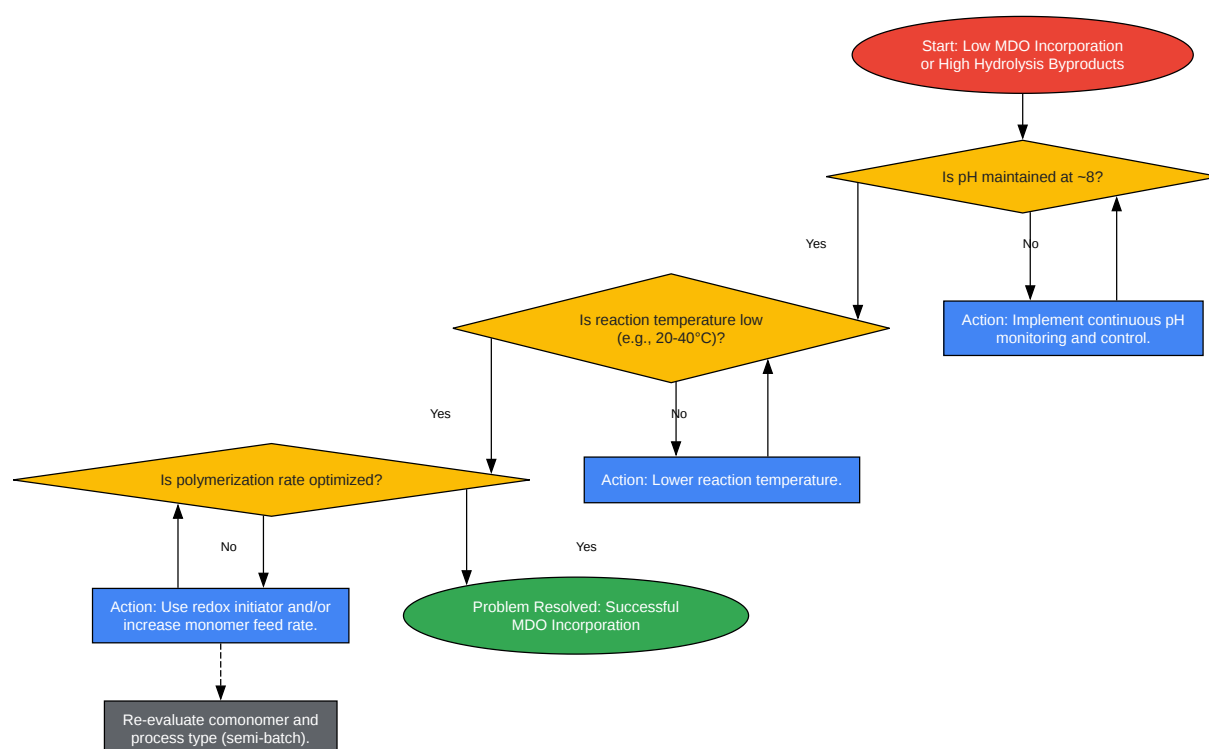 Start: Low MDO Incorporation
or High Hydrolysis Byproducts
Is pH maintained at ~8?
Yes
No
Action: Implement continuous pH
monitoring and control.
Is reaction temperature low
(e.g., 20-40°C)?
Yes
No
Action: Lower reaction temperature.
Is polymerization rate optimized?
No
Yes
Action: Use redox initiator and/or
increase monomer feed rate.
Problem Resolved: Successful
MDO Incorporation
Re-evaluate comonomer and
process type (semi-batch).